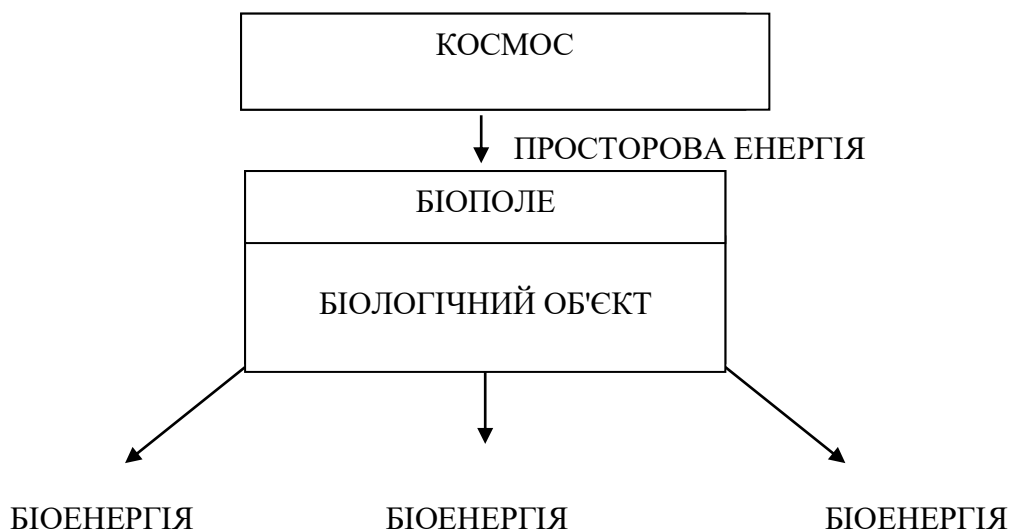 КОСМОС
ПРОСТОРОВА ЕНЕРГІЯ
БІОПОЛЕ
БІОЛОГІЧНИЙ ОБ'ЄКТ
БІОЕНЕРГІЯ БІОЕНЕРГІЯ БІОЕНЕРГІЯ